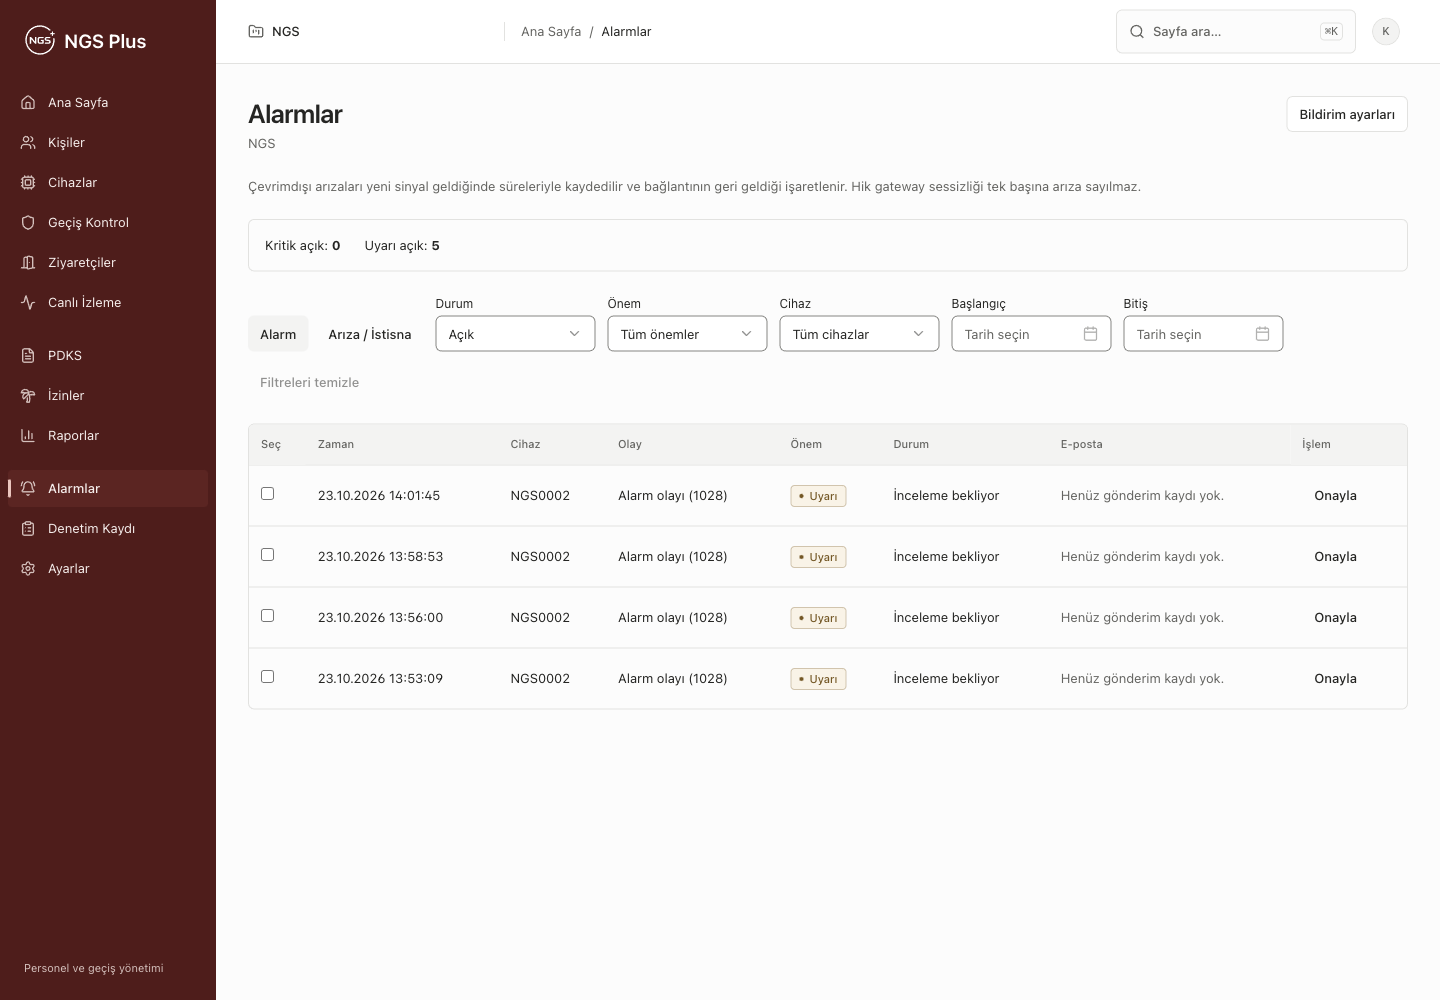 NGS+ NGS Plus
Ana Sayfa
Kişiler
Cihazlar
Geçiş Kontrol
Ziyaretçiler
Canlı İzleme
PDKS
İzinler
Raporlar
Alarmlar
Denetim Kaydı
Ayarlar
Personel ve geçiş yönetimi
NGS
Ana Sayfa / Alarmlar
Sayfa ara... ⌘K
K
Alarmlar
NGS
Bildirim ayarları
Çevrimdışı arızaları yeni sinyal geldiğinde süreleriyle kaydedilir ve bağlantının geri geldiği işaretlenir. Hik gateway sessizliği tek başına arıza sayılmaz.
Kritik açık: 0 Uyarı açık: 5
Durum Önem Cihaz Başlangıç Bitiş
Alarm Arıza / İstisna Açık Tüm önemler Tüm cihazlar Tarih seçin Tarih seçin
Filtreleri temizle
Seç Zaman Cihaz Olay Önem Durum E-posta İşlem
23.10.2026 14:01:45 NGS0002 Alarm olayı (1028) Uyarı İnceleme bekliyor Henüz gönderim kaydı yok. Onayla
23.10.2026 13:58:53 NGS0002 Alarm olayı (1028) Uyarı İnceleme bekliyor Henüz gönderim kaydı yok. Onayla
23.10.2026 13:56:00 NGS0002 Alarm olayı (1028) Uyarı İnceleme bekliyor Henüz gönderim kaydı yok. Onayla
23.10.2026 13:53:09 NGS0002 Alarm olayı (1028) Uyarı İnceleme bekliyor Henüz gönderim kaydı yok. Onayla